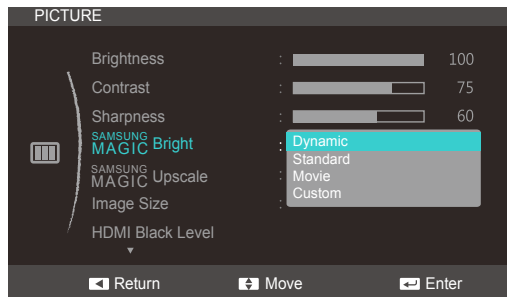 PICTURE
Brightness : 100
Contrast : 75
Sharpness : 60
SAMSUNG MAGIC Bright :
Dynamic
Standard
Movie
Custom
SAMSUNG MAGIC Upscale :
Image Size :
HDMI Black Level
Return Move Enter